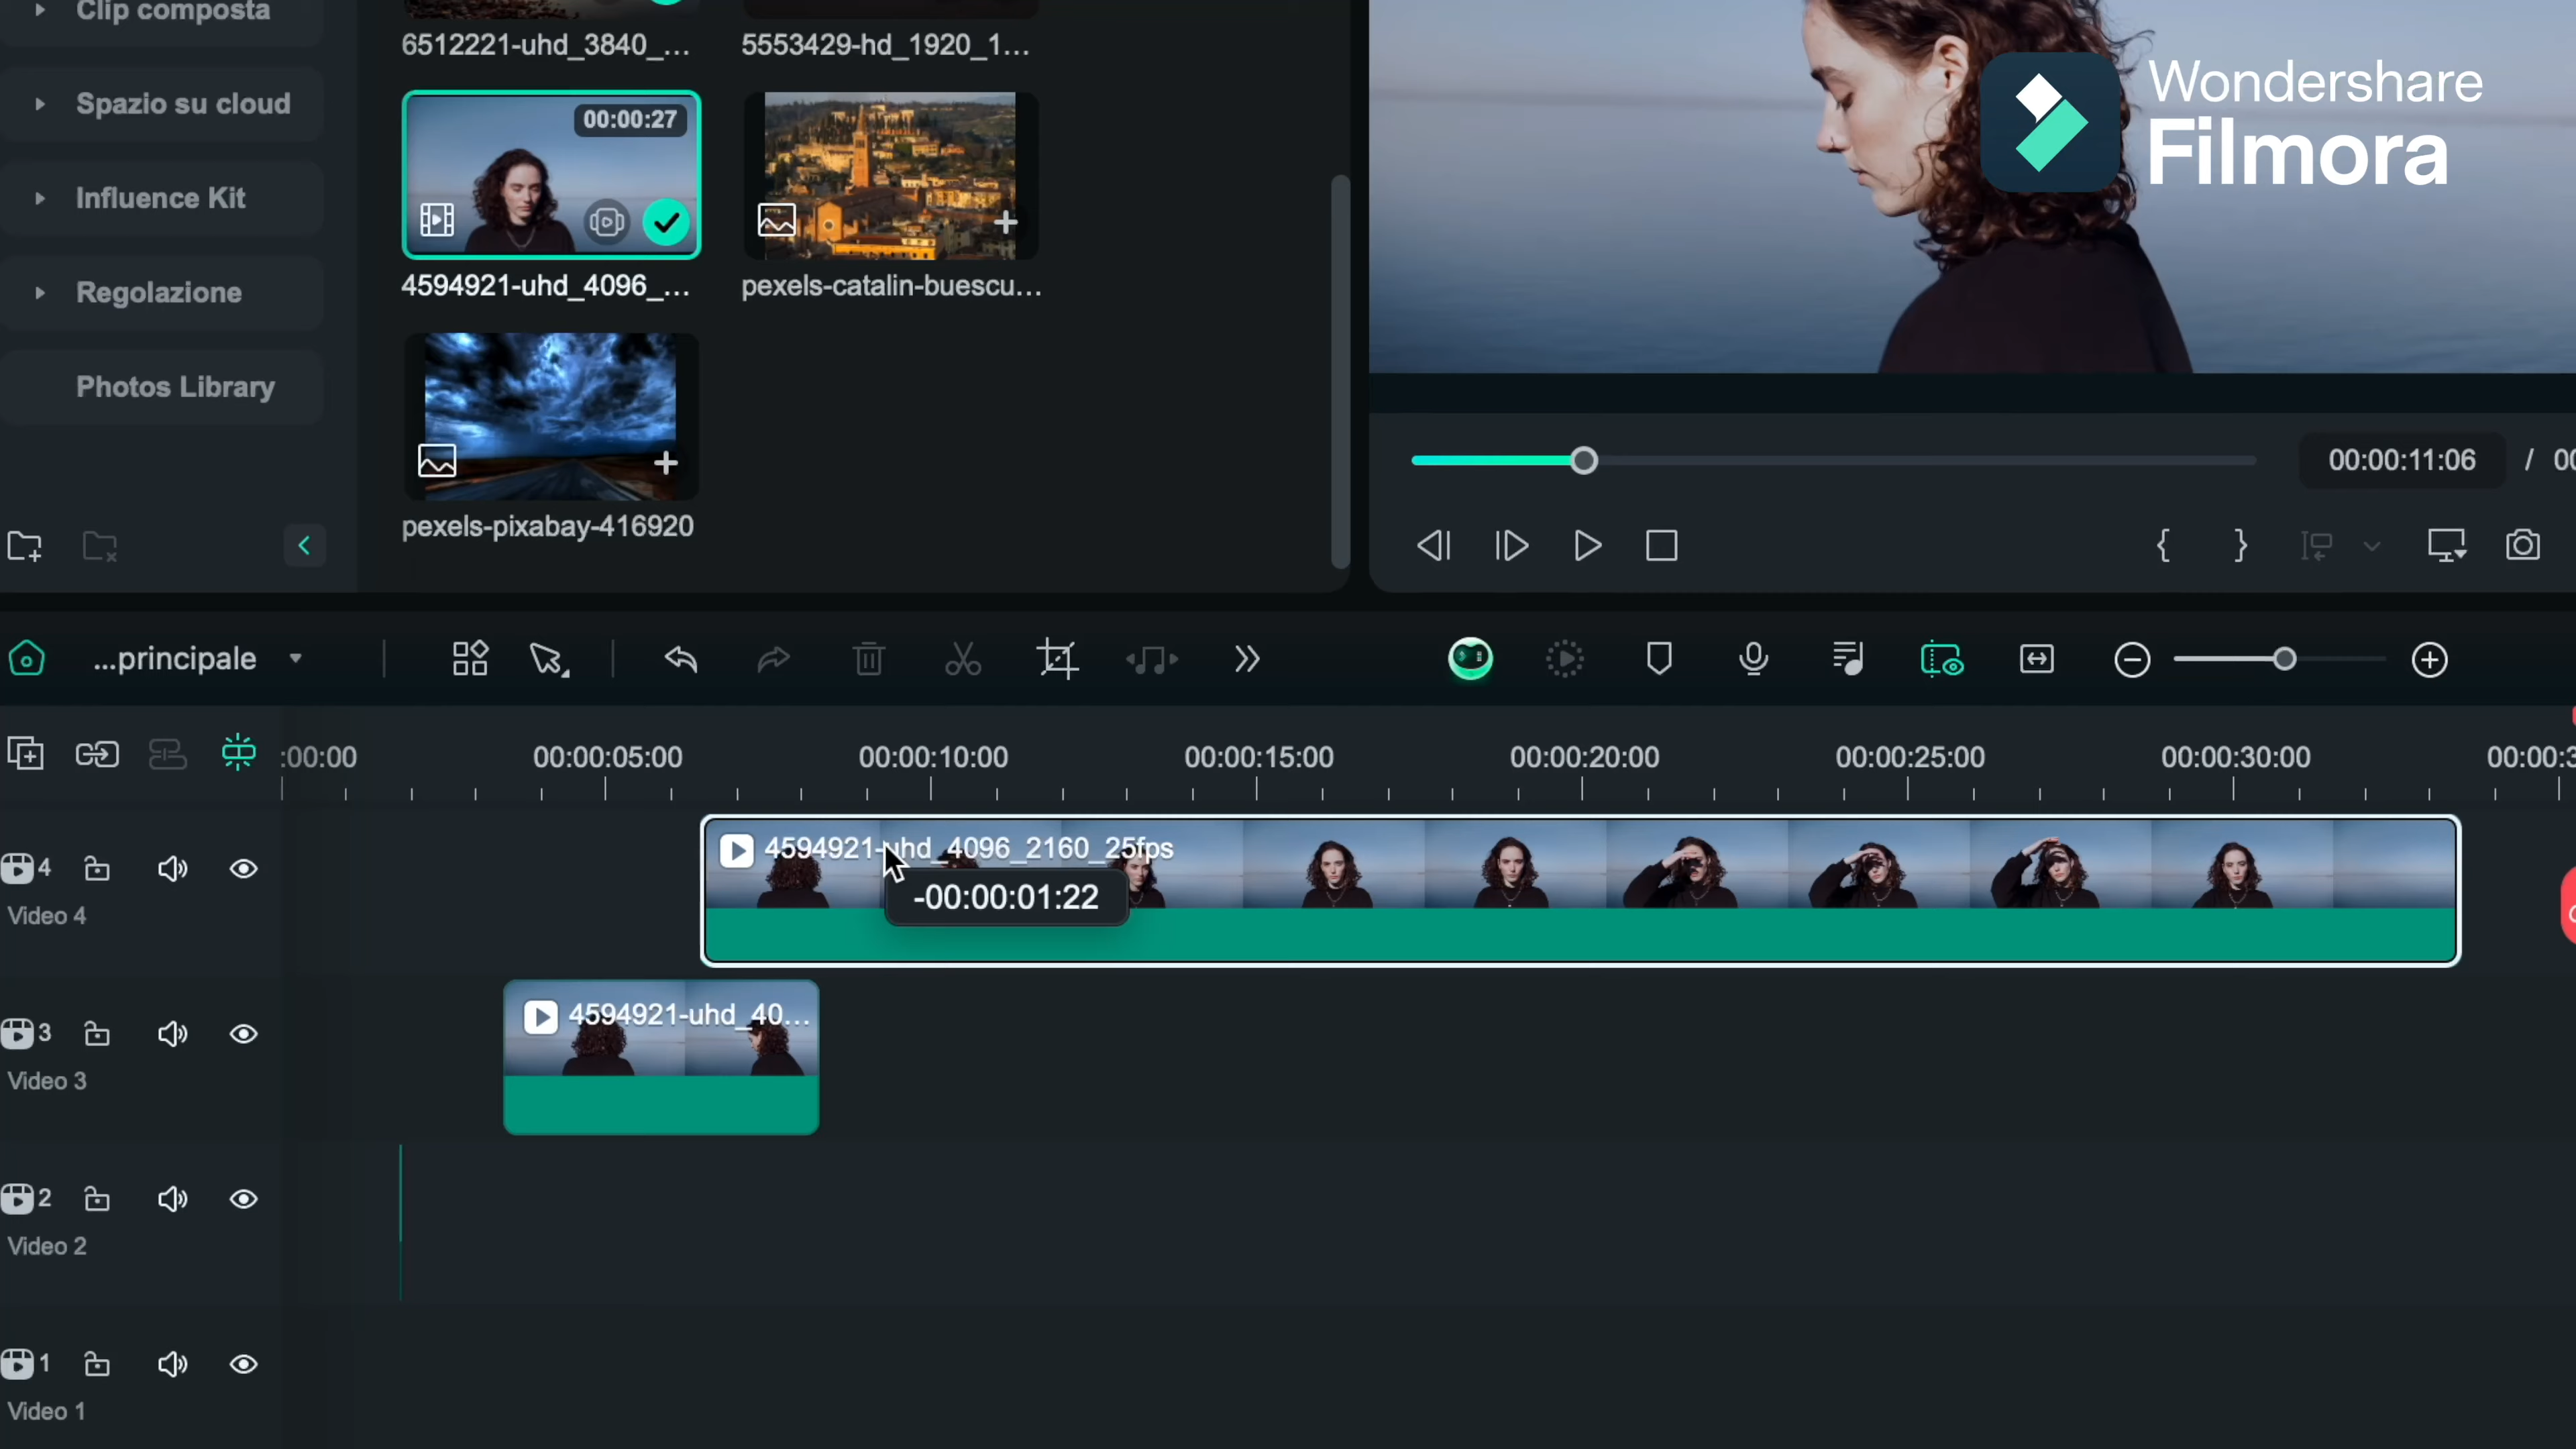 Clip composta
Spazio su cloud
Influence Kit
Regolazione
Photos Library
6512221-uhd_3840_...
5553429-hd_1920_1...
00:00:27
4594921-uhd_4096_...
pexels-catalin-buescu...
pexels-pixabay-416920
Wondershare
Filmora
00:00:11:06 / 00
...principale
:00:00
00:00:05:00
00:00:10:00
00:00:15:00
00:00:20:00
00:00:25:00
00:00:30:00
00:00:3
4
Video 4
4594921-uhd_4096_2160_25fps
-00:00:01:22
3
Video 3
4594921-uhd_40...
2
Video 2
1
Video 1